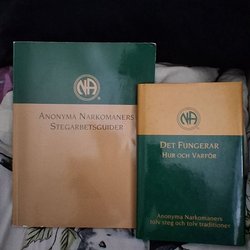 NA
Anonyma Narkomaners
Stegarbetsguider
NA
Det Fungerar
Hur och Varför
Anonyma Narkomaners
tolv steg och tolv traditioner